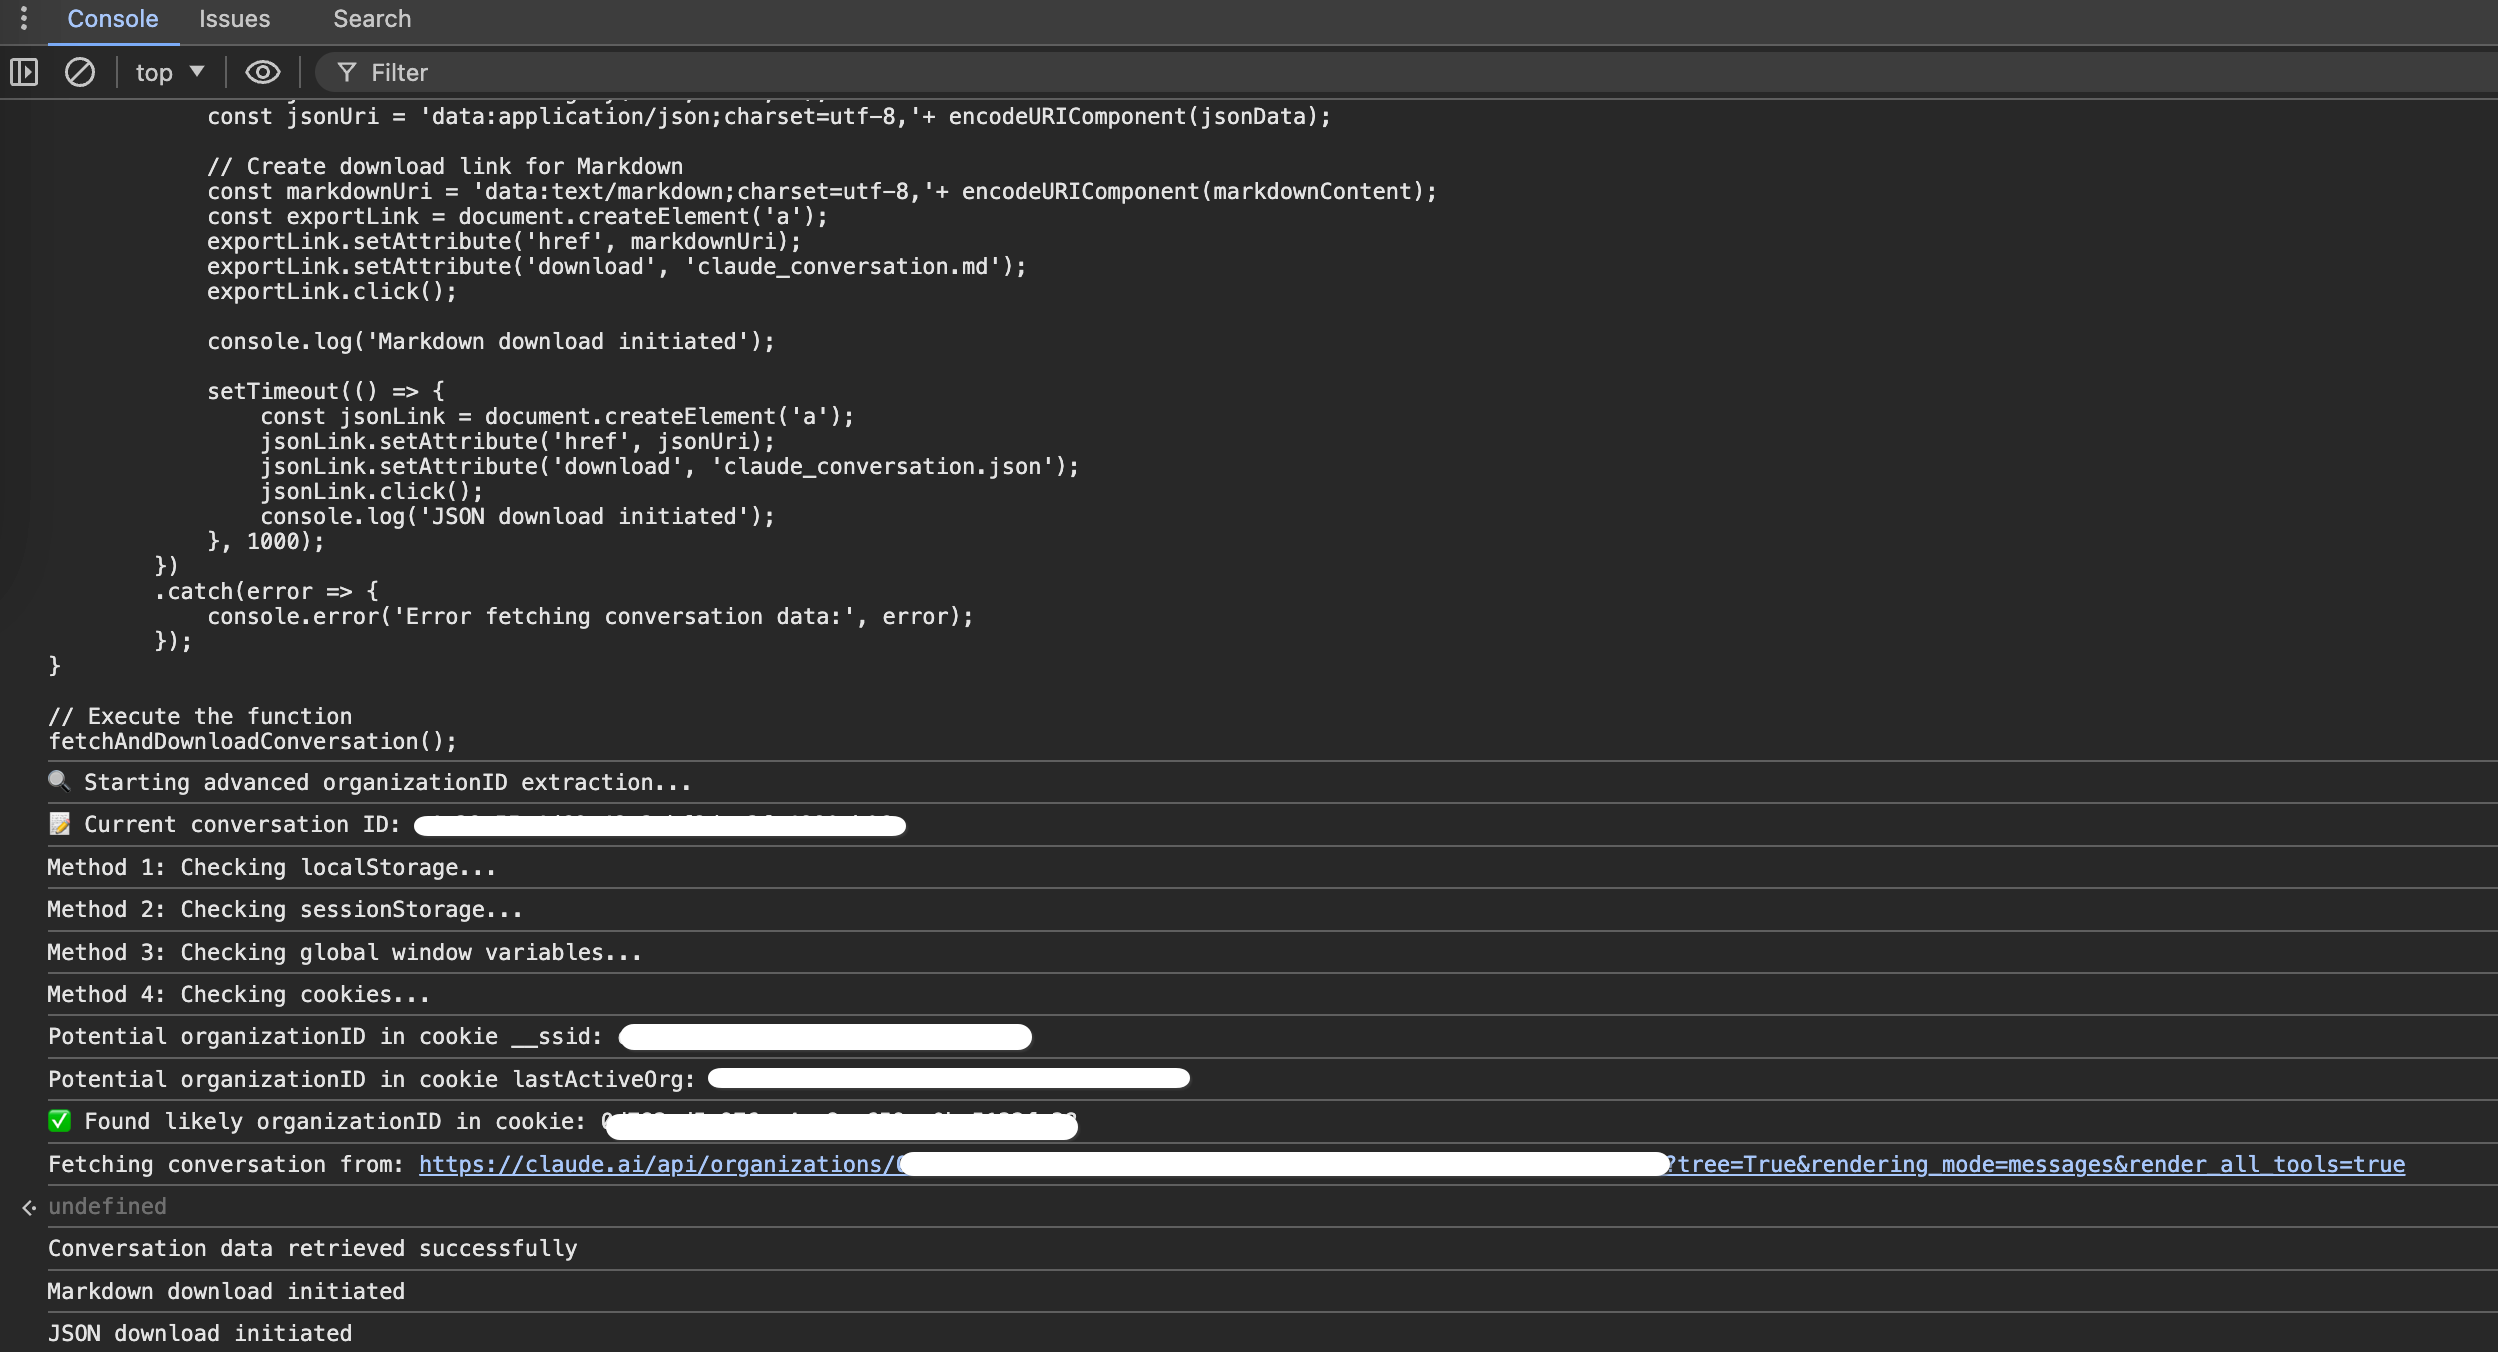 Console Issues Search
top Filter
const jsonUri = 'data:application/json;charset=utf-8,'+ encodeURIComponent(jsonData);
// Create download link for Markdown
const markdownUri = 'data:text/markdown;charset=utf-8,'+ encodeURIComponent(markdownContent);
const exportLink = document.createElement('a');
exportLink.setAttribute('href', markdownUri);
exportLink.setAttribute('download', 'claude_conversation.md');
exportLink.click();
console.log('Markdown download initiated');
setTimeout(() => {
const jsonLink = document.createElement('a');
jsonLink.setAttribute('href', jsonUri);
jsonLink.setAttribute('download', 'claude_conversation.json');
jsonLink.click();
console.log('JSON download initiated');
}, 1000);
})
.catch(error => {
console.error('Error fetching conversation data:', error);
});
}
// Execute the function
fetchAndDownloadConversation();
🔍 Starting advanced organizationID extraction...
📝 Current conversation ID:
Method 1: Checking localStorage...
Method 2: Checking sessionStorage...
Method 3: Checking global window variables...
Method 4: Checking cookies...
Potential organizationID in cookie __ssid:
Potential organizationID in cookie lastActiveOrg:
✅ Found likely organizationID in cookie:
Fetching conversation from: https://claude.ai/api/organizations/ ?tree=True&rendering_mode=messages&render_all_tools=true
undefined
Conversation data retrieved successfully
Markdown download initiated
JSON download initiated